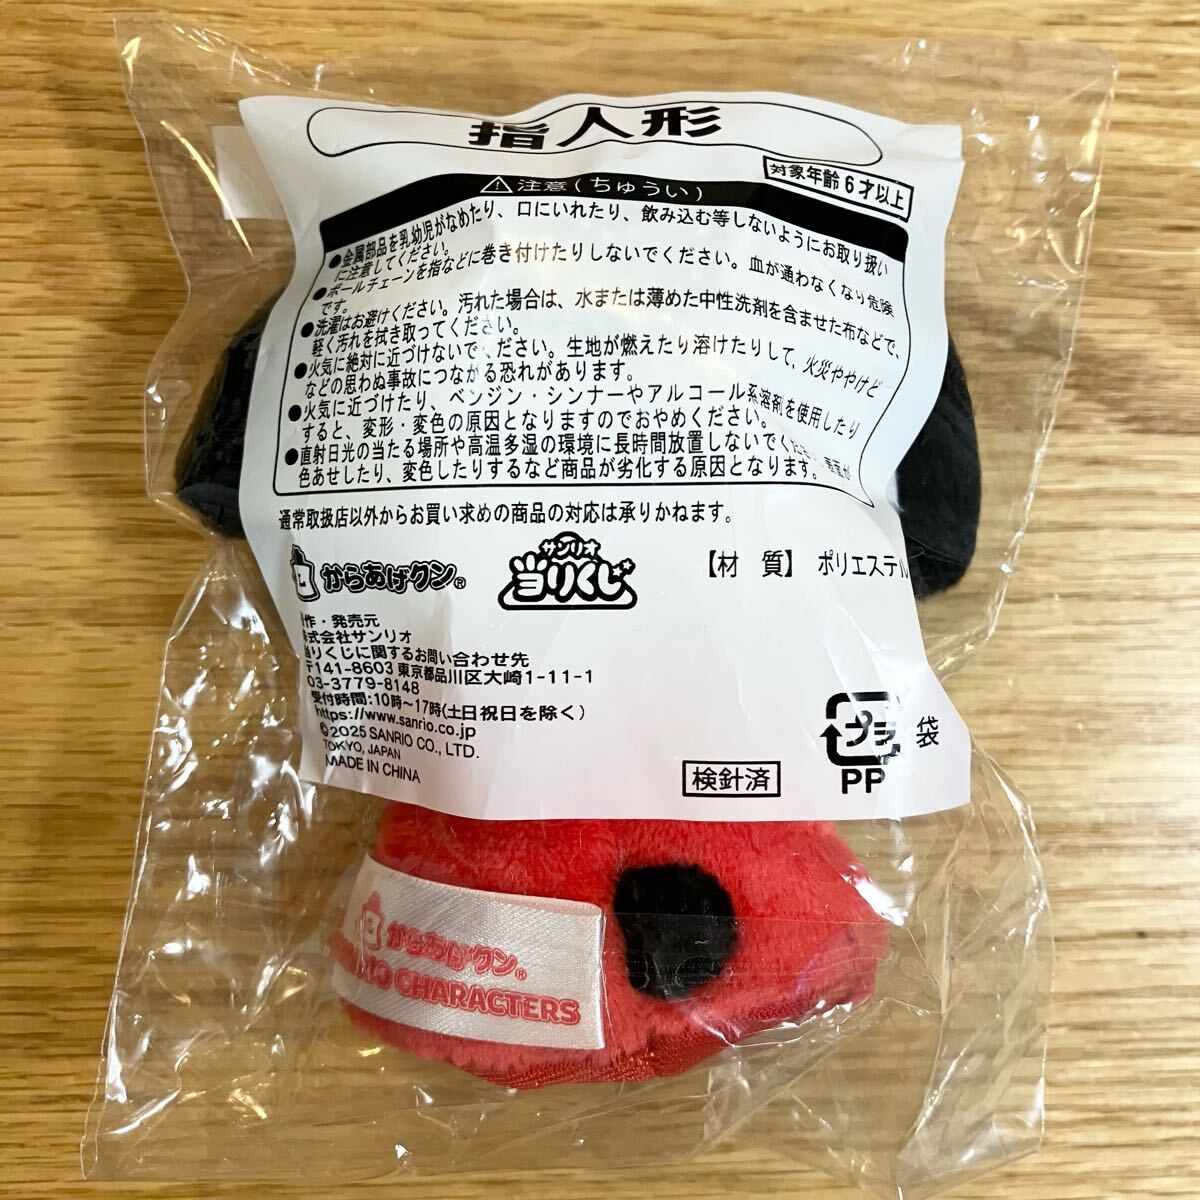 指人形
対象年齢6才以上
⚠注意(ちゅうい)
●金属部品を乳幼児がなめたり、口にいれたり、飲み込む等しないようにお取り扱い
に注意してください。
●ボールチェーンを指などに巻き付けたりしないでください。血が通わなくなり危険
です。
●洗濯はお避けください。汚れた場合は、水または薄めた中性洗剤を含ませた布などで、
軽く汚れを拭き取ってください。
●火気に絶対に近づけないでください。生地が燃えたり溶けたりして、火災ややけど
などの思わぬ事故につながる恐れがあります。
●火気に近づけたり、ベンジン・シンナーやアルコール系溶剤を使用したり
すると、変形・変色の原因となりますのでおやめください。
●直射日光の当たる場所や高温多湿の環境に長時間放置しないでくだ
色あせしたり、変色したりするなど商品が劣化する原因となります。
通常取扱店以外からお買い求めの商品の対応は承りかねます。
からあげクン®
サンリオ
当りくじ
【材 質】 ポリエステル
作・発売元
株式会社サンリオ
当りくじに関するお問い合わせ先
〒141-8603 東京都品川区大崎1-11-1
03-3779-8148
受付時間:10時〜17時(土日祝日を除く)
https://www.sanrio.co.jp
©2025 SANRIO CO., LTD.
TOKYO, JAPAN
MADE IN CHINA
検針済
プラ
袋
PP
からあげクン®
CHARACTERS